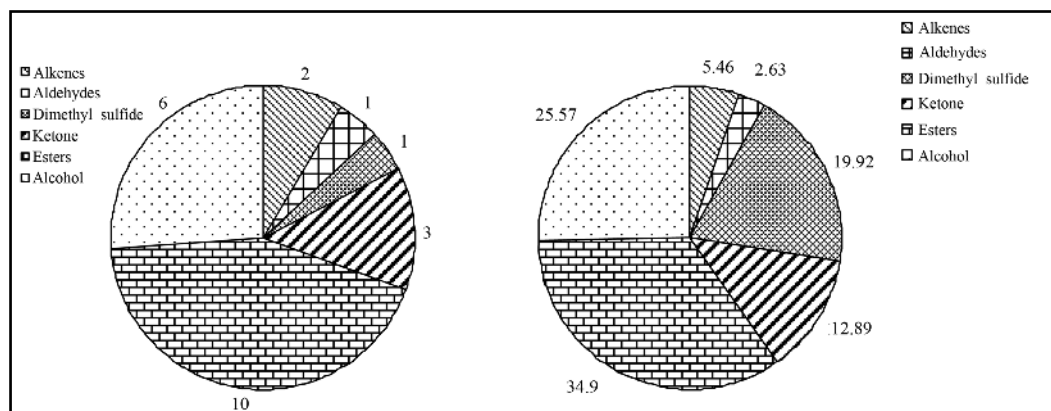 Alkenes
Aldehydes
Dimethyl sulfide
Ketone
Esters
Alcohol
2
1
1
3
10
6
Alkenes
Aldehydes
Dimethyl sulfide
Ketone
Esters
Alcohol
5.46
2.63
19.92
12.89
34.9
25.57